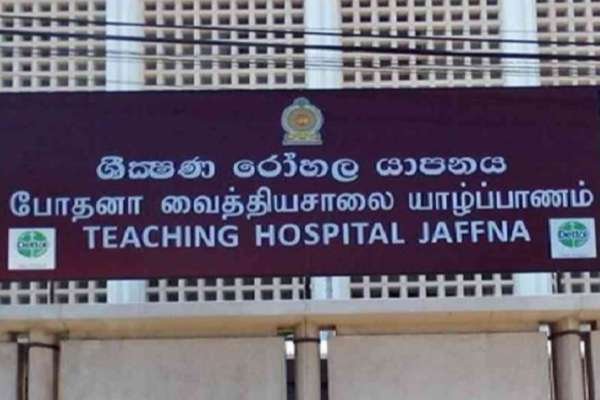 ශික්ෂණ රෝහල යාපනය
போதனா வைத்தியசாலை யாழ்ப்பாணம்
TEACHING HOSPITAL JAFFNA
Dettol
Dettol